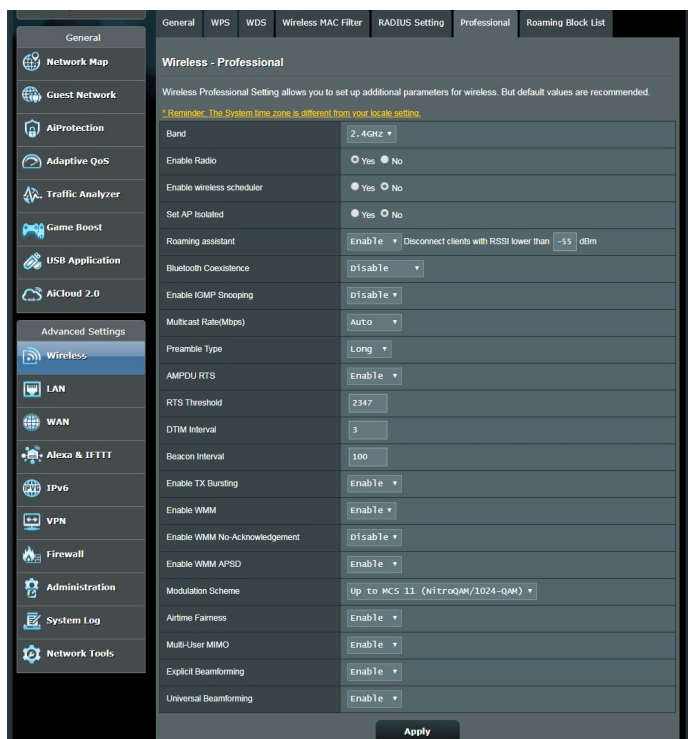 General WPS WDS Wireless MAC Filter RADIUS Setting Professional Roaming Block List
General
Network Map
Guest Network
AiProtection
Adaptive QoS
Traffic Analyzer
Game Boost
USB Application
AiCloud 2.0
Advanced Settings
Wireless
LAN
WAN
Alexa & IFTTT
IPv6
VPN
Firewall
Administration
System Log
Network Tools
Wireless - Professional
Wireless Professional Setting allows you to set up additional parameters for wireless. But default values are recommended.
* Reminder: The System time zone is different from your locale setting.
Band 2.4GHz
Enable Radio Yes No
Enable wireless scheduler Yes No
Set AP Isolated Yes No
Roaming assistant Enable Disconnect clients with RSSI lower than -55 dBm
Bluetooth Coexistence Disable
Enable IGMP Snooping Disable
Multicast Rate(Mbps) Auto
Preamble Type Long
AMPDU RTS Enable
RTS Threshold 2347
DTIM Interval 3
Beacon Interval 100
Enable TX Bursting Enable
Enable WMM Enable
Enable WMM No-Acknowledgement Disable
Enable WMM APSD Enable
Modulation Scheme Up to MCS 11 (NitroQAM/1024-QAM)
Airtime Fairness Enable
Multi-User MIMO Enable
Explicit Beamforming Enable
Universal Beamforming Enable
Apply